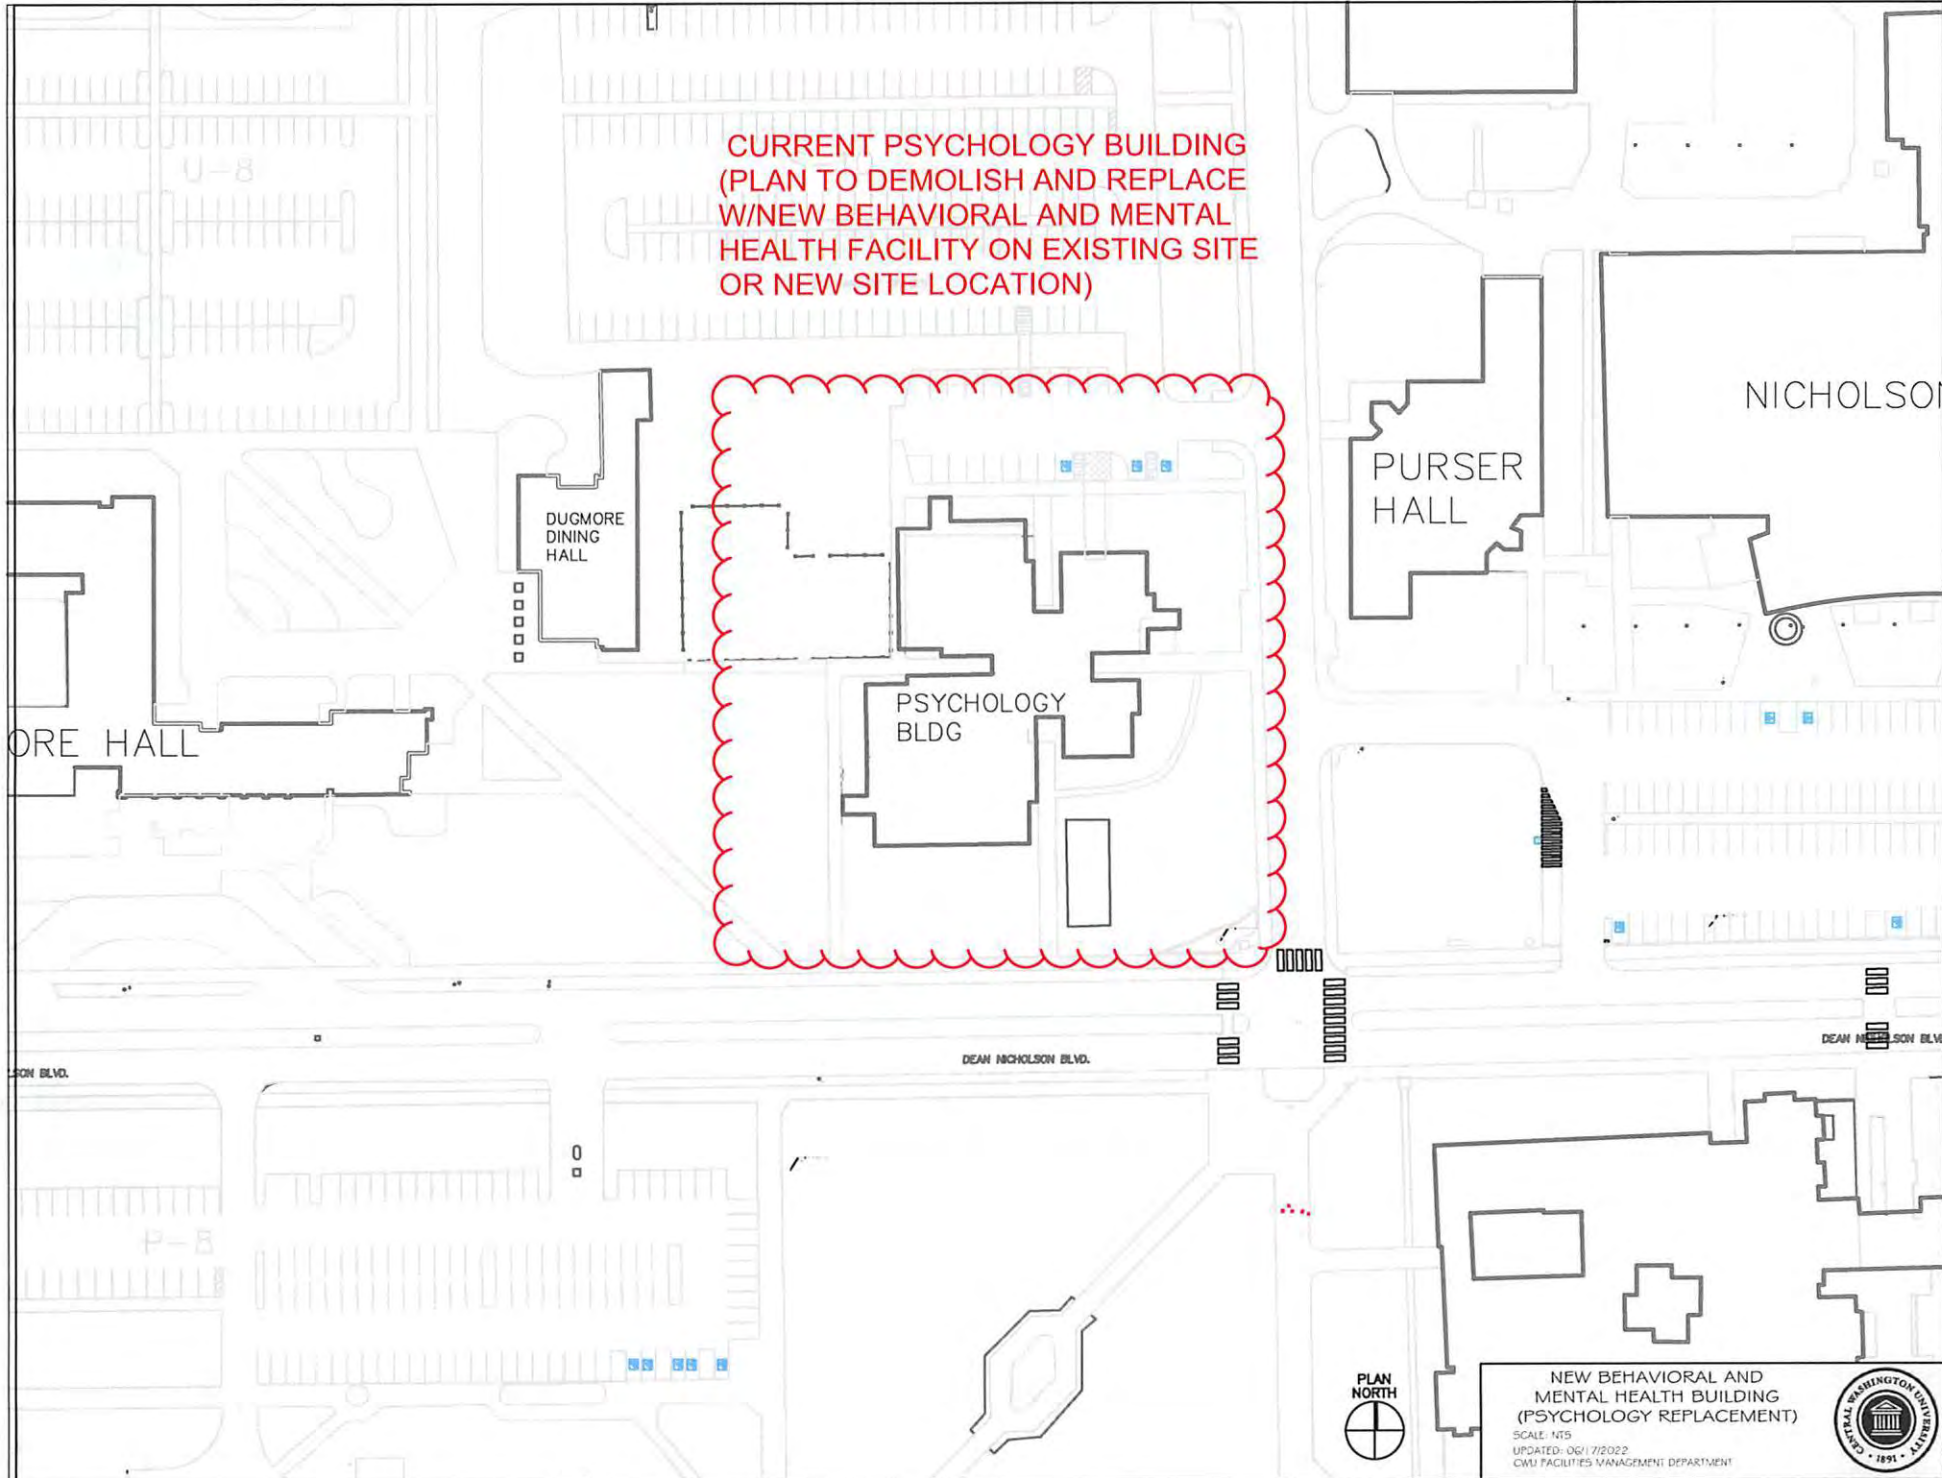 CURRENT PSYCHOLOGY BUILDING
(PLAN TO DEMOLISH AND REPLACE
W/NEW BEHAVIORAL AND MENTAL
HEALTH FACILITY ON EXISTING SITE
OR NEW SITE LOCATION)
U-8
NICHOLSON
PURSER
HALL
DUGMORE
DINING
HALL
PSYCHOLOGY
BLDG
ORE HALL
DEAN NICHOLSON BLVD.
DEAN NICHOLSON BLVD
SON BLVD.
P-8
PLAN
NORTH
NEW BEHAVIORAL AND
MENTAL HEALTH BUILDING
(PSYCHOLOGY REPLACEMENT)
SCALE: NTS
UPDATED: 06/17/2022
CWU FACILITIES MANAGEMENT DEPARTMENT
CENTRAL WASHINGTON UNIVERSITY
• 1891 •